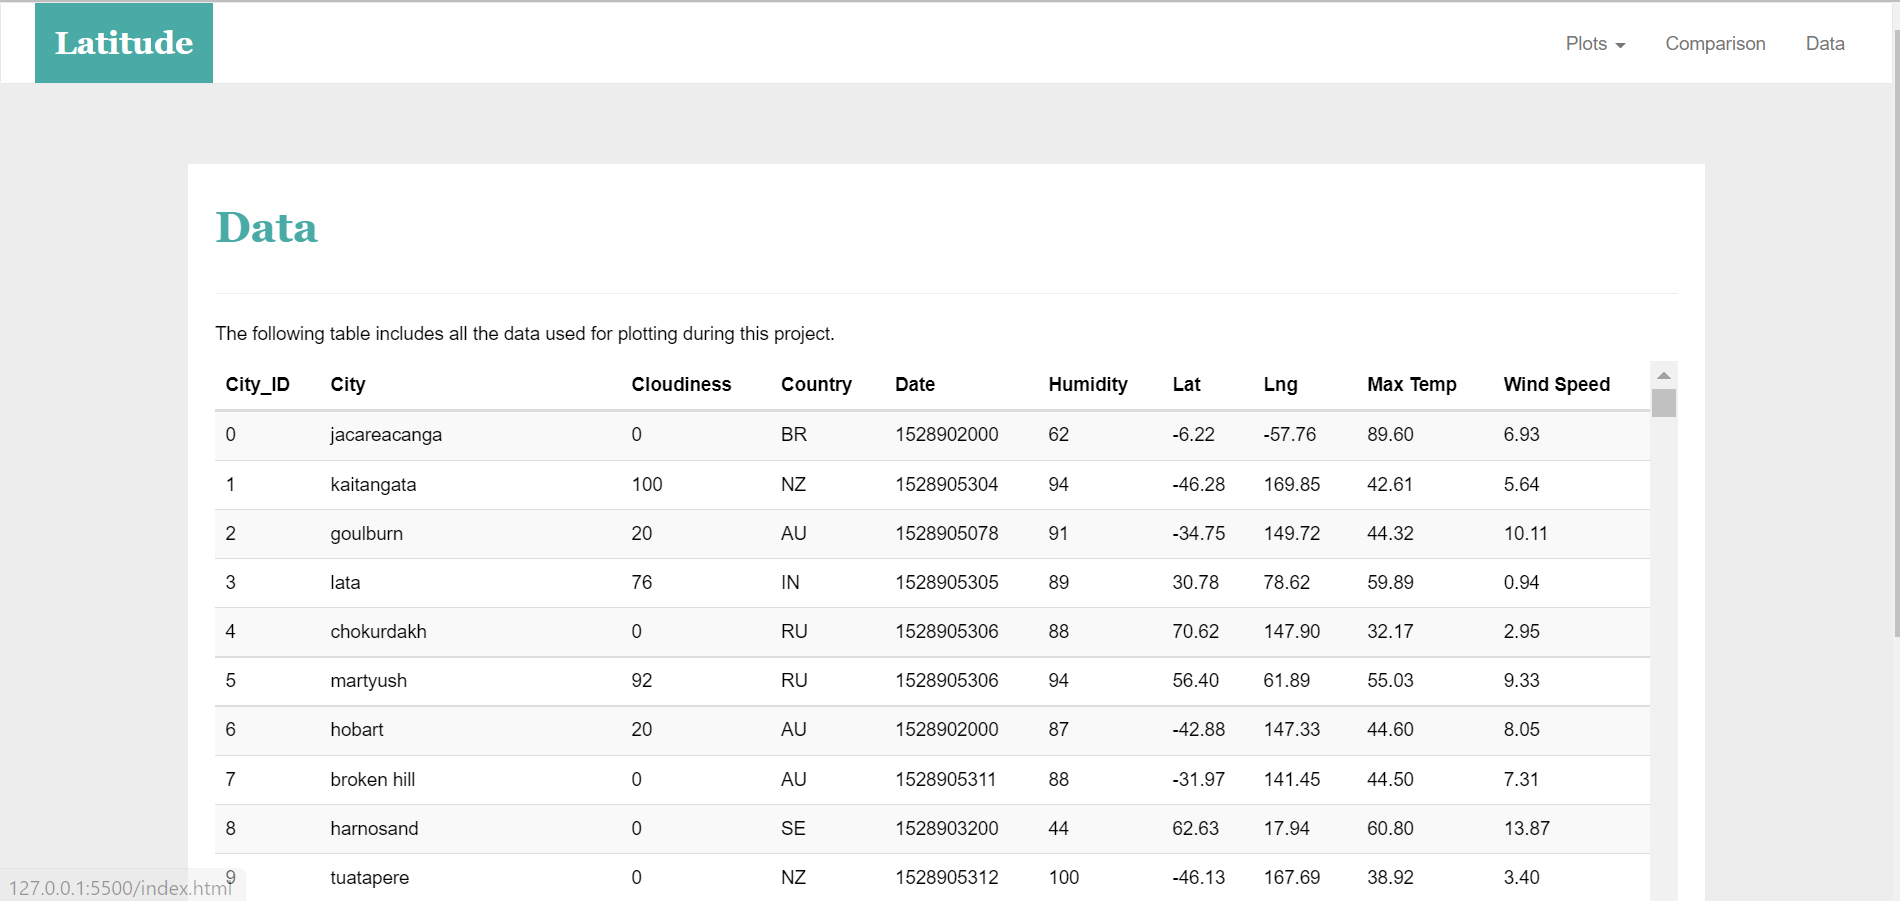 Latitude Plots Comparison Data
Data
The following table includes all the data used for plotting during this project.
City_ID City Cloudiness Country Date Humidity Lat Lng Max Temp Wind Speed
0 jacareacanga 0 BR 1528902000 62 -6.22 -57.76 89.60 6.93
1 kaitangata 100 NZ 1528905304 94 -46.28 169.85 42.61 5.64
2 goulburn 20 AU 1528905078 91 -34.75 149.72 44.32 10.11
3 lata 76 IN 1528905305 89 30.78 78.62 59.89 0.94
4 chokurdakh 0 RU 1528905306 88 70.62 147.90 32.17 2.95
5 martyush 92 RU 1528905306 94 56.40 61.89 55.03 9.33
6 hobart 20 AU 1528902000 87 -42.88 147.33 44.60 8.05
7 broken hill 0 AU 1528905311 88 -31.97 141.45 44.50 7.31
8 harnosand 0 SE 1528903200 44 62.63 17.94 60.80 13.87
9 tuatapere 0 NZ 1528905312 100 -46.13 167.69 38.92 3.40
127.0.0.1:5500/index.html